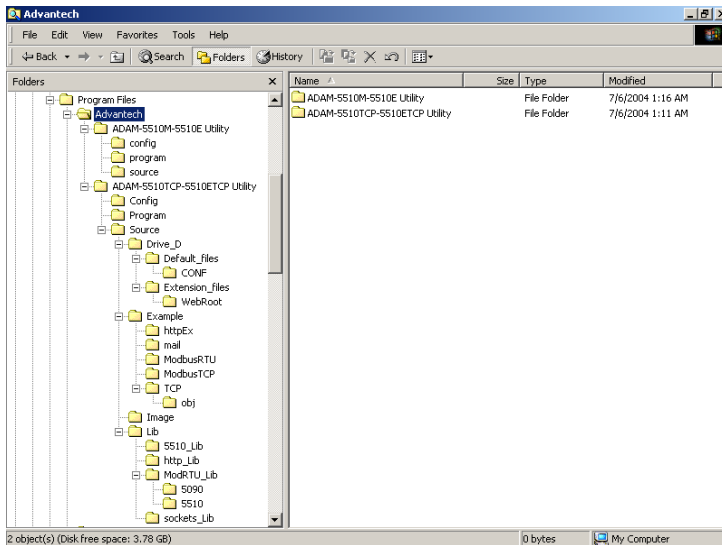 Advantech
File Edit View Favorites Tools Help
Back Search Folders History
Folders
Name Size Type Modified
Program Files
Advantech
ADAM-5510M-5510E Utility
config
program
source
ADAM-5510TCP-5510ETCP Utility
Config
Program
Source
Drive_D
Default_files
CONF
Extension_files
WebRoot
Example
httpEx
mail
ModbusRTU
ModbusTCP
TCP
obj
Image
Lib
5510_Lib
http_Lib
ModRTU_Lib
5090
5510
sockets_Lib
ADAM-5510M-5510E Utility File Folder 7/6/2004 1:16 AM
ADAM-5510TCP-5510ETCP Utility File Folder 7/6/2004 1:11 AM
2 object(s) (Disk free space: 3.78 GB) 0 bytes My Computer